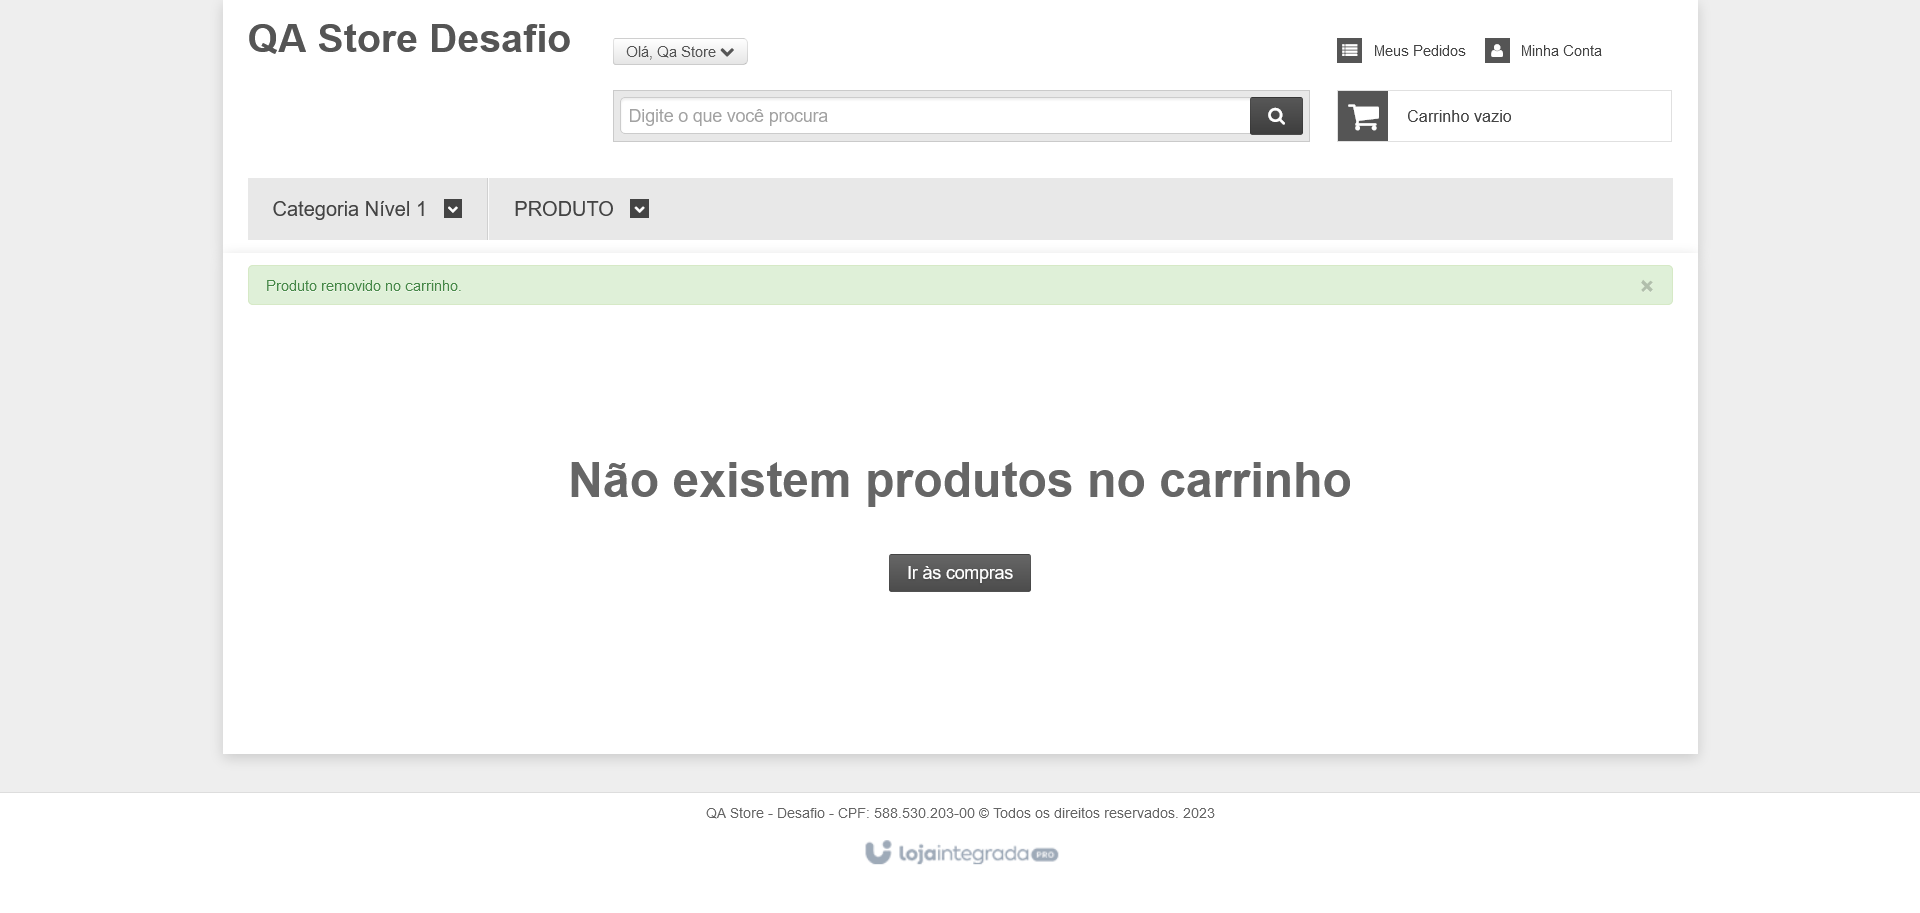 QA Store Desafio
Olá, Qa Store
Meus Pedidos
Minha Conta
Digite o que você procura
Carrinho vazio
Categoria Nível 1
PRODUTO
Produto removido no carrinho.
×
Não existem produtos no carrinho
Ir às compras
QA Store - Desafio - CPF: 588.530.203-00 © Todos os direitos reservados. 2023
lojaintegrada PRO